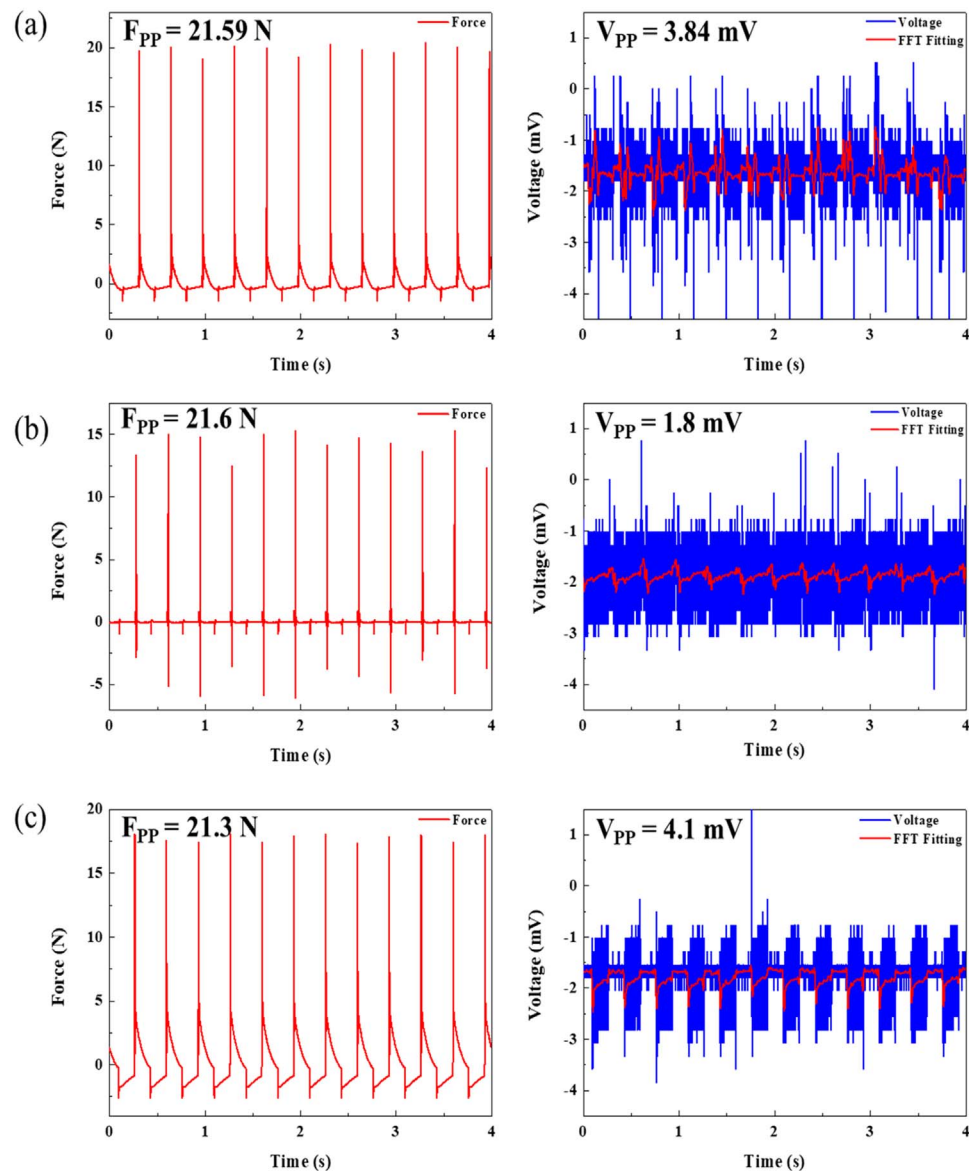 (a)
F_PP = 21.59 N
Force
20
15
10
5
0
Force (N)
0 1 2 3 4
Time (s)
V_PP = 3.84 mV
Voltage
FFT Fitting
1
0
-1
-2
-3
-4
Voltage (mV)
0 1 2 3 4
Time (s)
(b)
F_PP = 21.6 N
Force
15
10
5
0
-5
Force (N)
0 1 2 3 4
Time (s)
V_PP = 1.8 mV
Voltage
FFT Fitting
1
0
-1
-2
-3
-4
Voltage (mV)
0 1 2 3 4
Time (s)
(c)
F_PP = 21.3 N
Force
20
15
10
5
0
Force (N)
0 1 2 3 4
Time (s)
V_PP = 4.1 mV
Voltage
FFT Fitting
1
0
-1
-2
-3
-4
Voltage (mV)
0 1 2 3 4
Time (s)